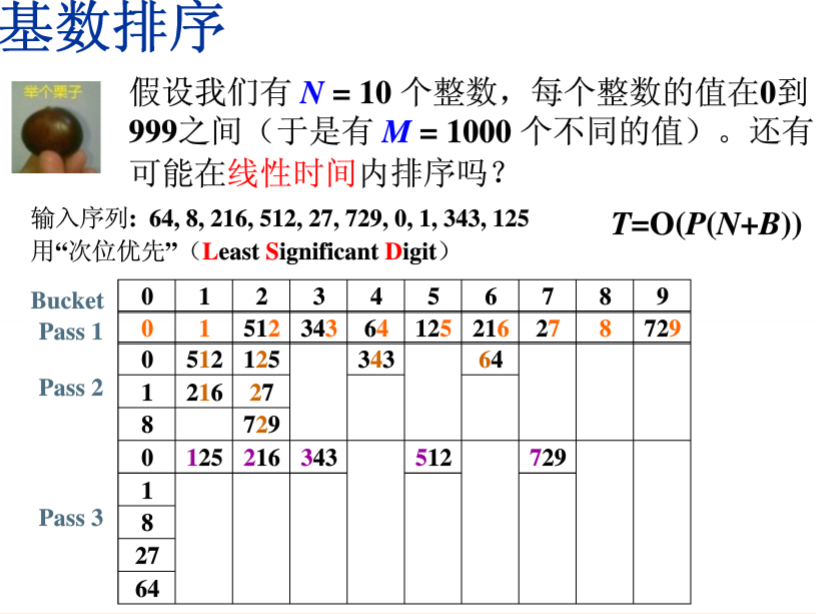 基数排序
举个栗子
假设我们有 N = 10 个整数，每个整数的值在0到
999之间（于是有 M = 1000 个不同的值）。还有
可能在线性时间内排序吗？
输入序列: 64, 8, 216, 512, 27, 729, 0, 1, 343, 125
T=O(P(N+B))
用“次位优先”（Least Significant Digit）
Bucket 0 1 2 3 4 5 6 7 8 9
Pass 1 0 1 512 343 64 125 216 27 8 729
0 512 125 343 64
Pass 2 1 216 27
8 729
0 125 216 343 512 729
1
Pass 3 8
27
64